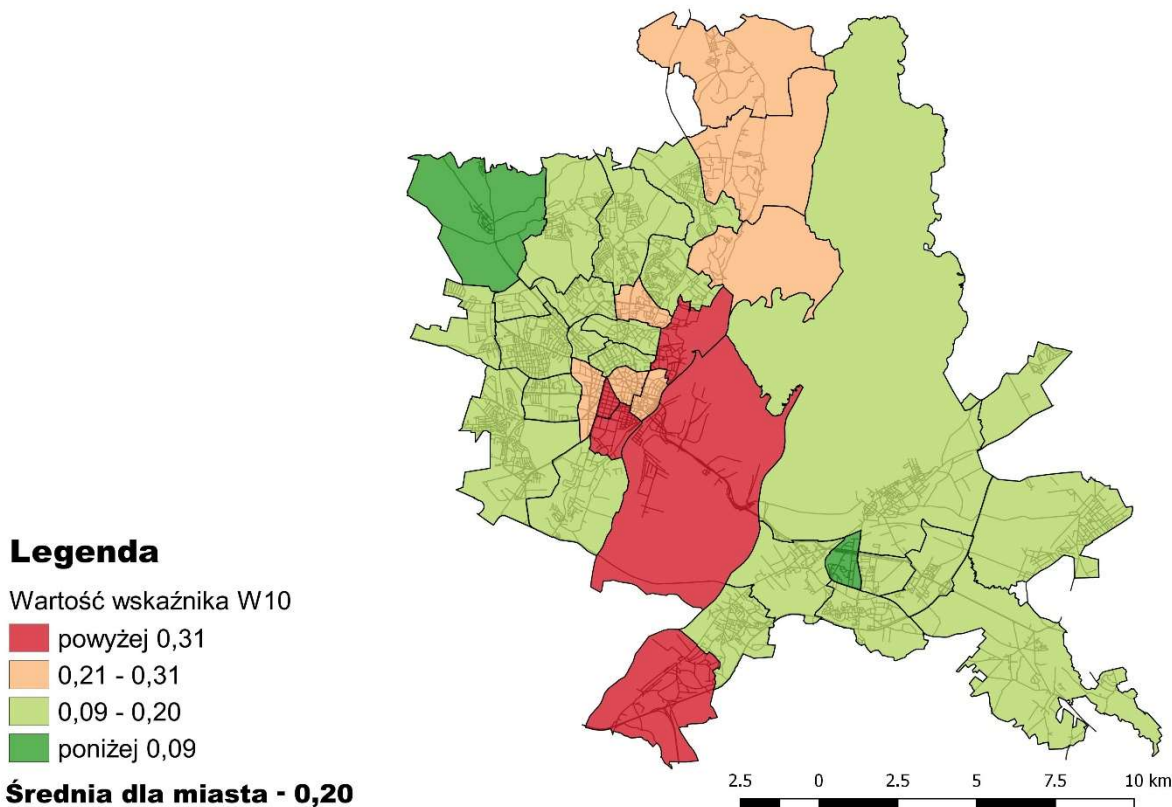 Legenda
Wartość wskaźnika W10
powyżej 0,31
0,21 - 0,31
0,09 - 0,20
poniżej 0,09
Średnia dla miasta - 0,20
2.5 0 2.5 5 7.5 10 km